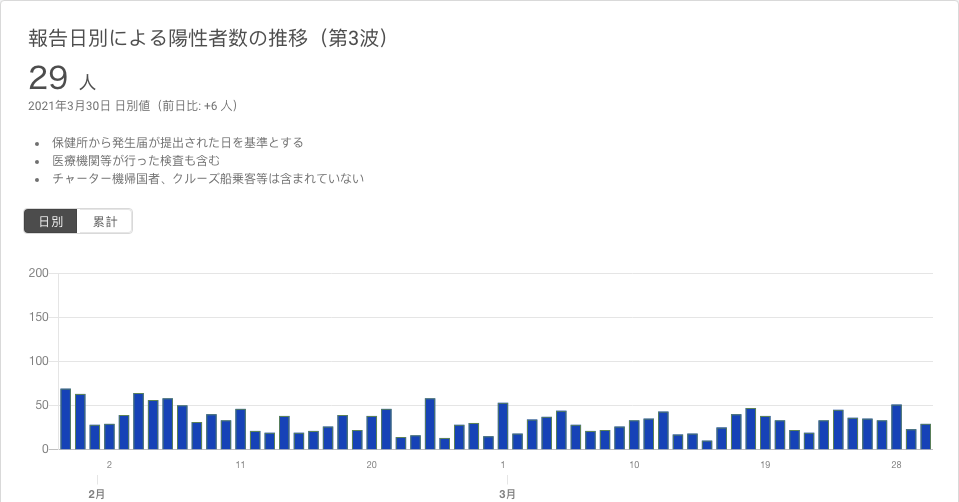 報告日別による陽性者数の推移（第3波）
29 人
2021年3月30日 日別値（前日比: +6 人）
保健所から発生届が提出された日を基準とする
医療機関等が行った検査も含む
チャーター機帰国者、クルーズ船乗客等は含まれていない
日別 累計
200
150
100
50
0
2 11 20 1 10 19 28
2月 3月